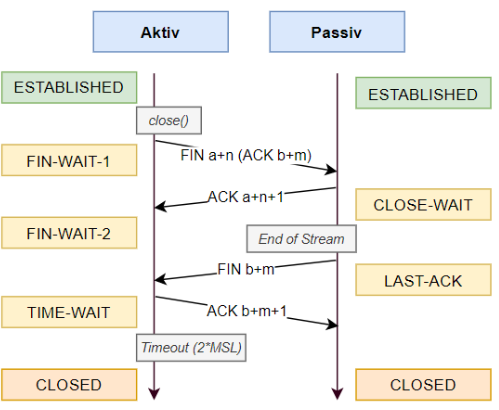 Aktiv
Passiv
ESTABLISHED
ESTABLISHED
close()
FIN a+n (ACK b+m)
FIN-WAIT-1
ACK a+n+1
CLOSE-WAIT
FIN-WAIT-2
End of Stream
FIN b+m
LAST-ACK
TIME-WAIT
ACK b+m+1
Timeout (2*MSL)
CLOSED
CLOSED